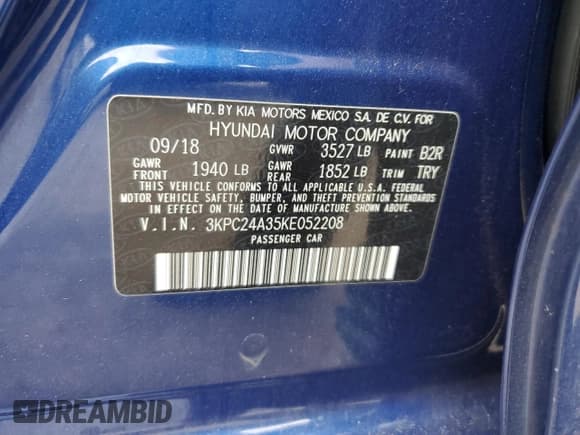 MFD. BY KIA MOTORS MEXICO S.A. DE C.V. FOR
HYUNDAI MOTOR COMPANY
09/18 GVWR 3527 LB PAINT B2R
GAWR FRONT 1940 LB GAWR REAR 1852 LB TRIM TRY
THIS VEHICLE CONFORMS TO ALL APPLICABLE U.S.A. FEDERAL
MOTOR VEHICLE SAFETY, BUMPER, AND THEFT PREVENTION STANDARDS
IN EFFECT ON THE DATE OF MANUFACTURE SHOWN ABOVE.
V.I.N. 3KPC24A35KE052208
PASSENGER CAR
DREAMBID